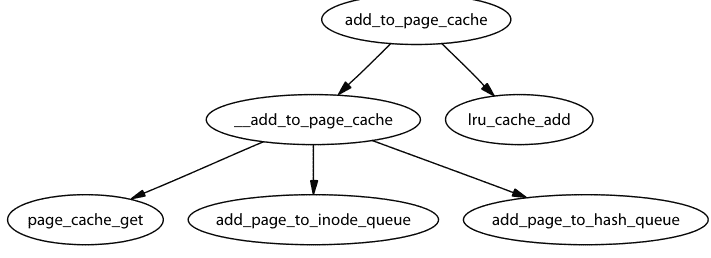 add_to_page_cache
__add_to_page_cache
lru_cache_add
page_cache_get
add_page_to_inode_queue
add_page_to_hash_queue